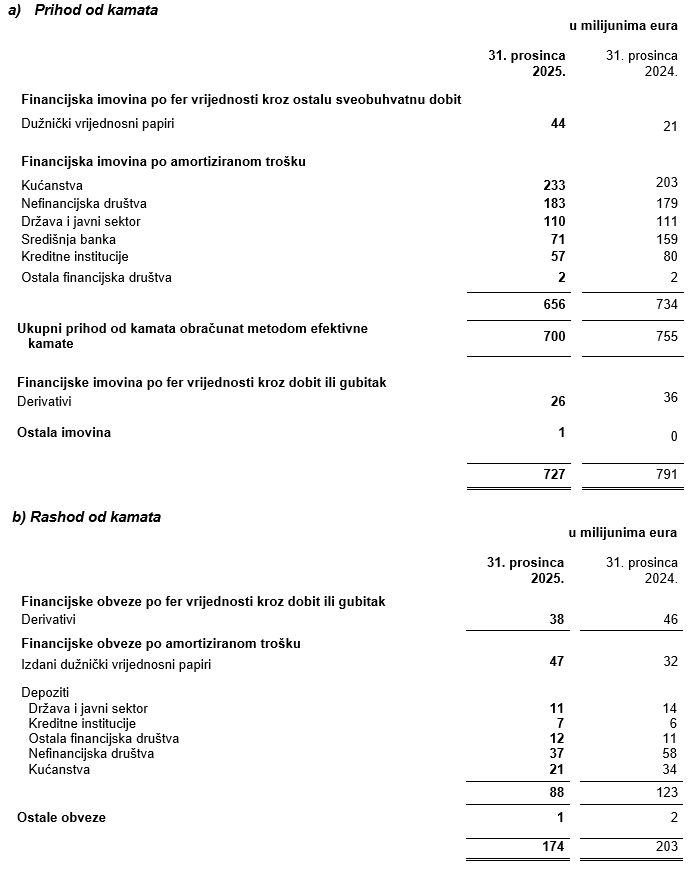 a) Prihod od kamata
u milijunima eura
31. prosinca 31. prosinca
2025. 2024.
Financijska imovina po fer vrijednosti kroz ostalu sveobuhvatnu dobit
Dužnički vrijednosni papiri 44 21
Financijska imovina po amortiziranom trošku
Kućanstva 233 203
Nefinancijska društva 183 179
Država i javni sektor 110 111
Središnja banka 71 159
Kreditne institucije 57 80
Ostala financijska društva 2 2
656 734
Ukupni prihod od kamata obračunat metodom efektivne
kamate 700 755
Financijske imovina po fer vrijednosti kroz dobit ili gubitak
Derivativi 26 36
Ostala imovina 1 0
727 791
b) Rashod od kamata
u milijunima eura
31. prosinca 31. prosinca
2025. 2024.
Financijske obveze po fer vrijednosti kroz dobit ili gubitak
Derivativi 38 46
Financijske obveze po amortiziranom trošku
Izdani dužnički vrijednosni papiri 47 32
Depoziti
Država i javni sektor 11 14
Kreditne institucije 7 6
Ostala financijska društva 12 11
Nefinancijska društva 37 58
Kućanstva 21 34
88 123
Ostale obveze 1 2
174 203